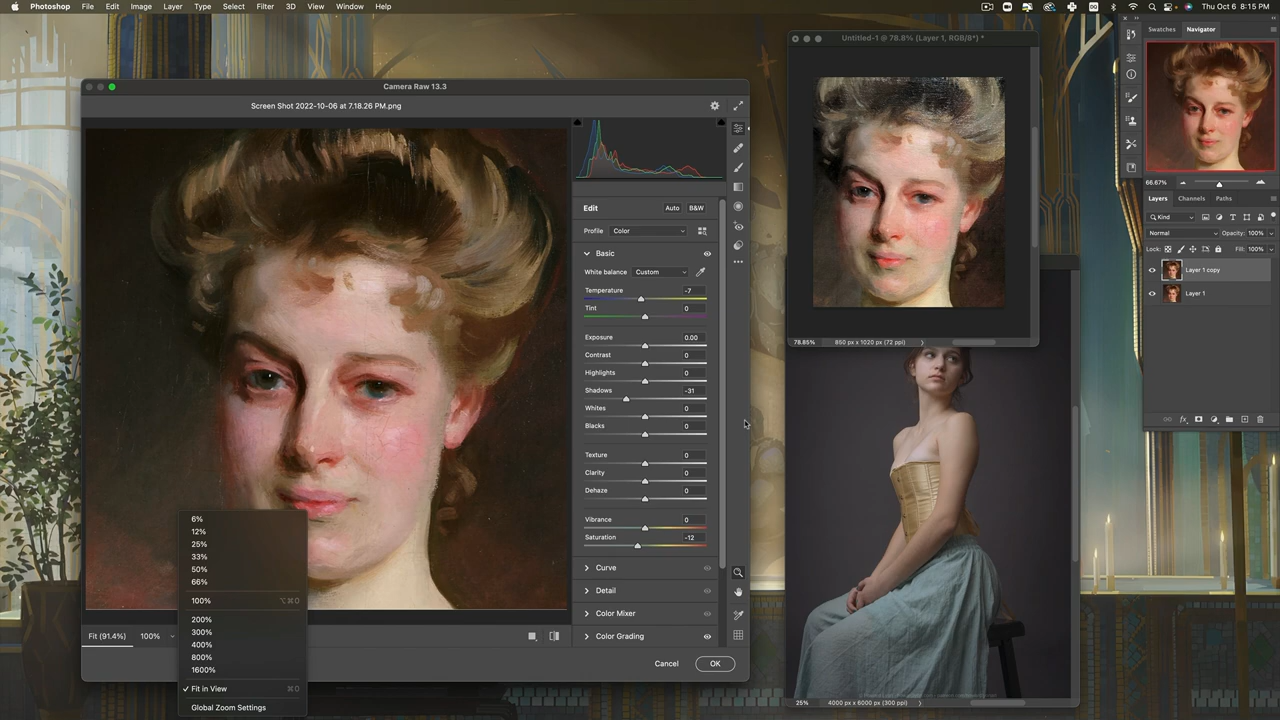 Photoshop File Edit Image Layer Type Select Filter 3D View Window Help Thu Oct 6 8:15 PM
Camera Raw 13.3
Screen Shot 2022-10-06 at 7.18.26 PM.png
Edit Auto B&W
Profile Color
Basic
White balance Custom
Temperature -7
Tint 0
Exposure 0.00
Contrast 0
Highlights 0
Shadows -31
Whites 0
Blacks 0
Texture 0
Clarity 0
Dehaze 0
Vibrance 0
Saturation -12
Curve
Detail
Color Mixer
Color Grading
Cancel OK
Fit (91.4%) 100%
6%
12%
25%
33%
50%
66%
100% ⌥⌘0
200%
300%
400%
800%
1600%
✓ Fit in View ⌘0
Global Zoom Settings
Untitled-1 @ 78.8% (Layer 1, RGB/8*) *
78.85% 850 px x 1020 px (72 ppi)
25% 4000 px x 6000 px (300 ppi)
Swatches Navigator
66.67%
Layers Channels Paths
Kind
Normal Opacity: 100%
Lock: Fill: 100%
Layer 1 copy
Layer 1